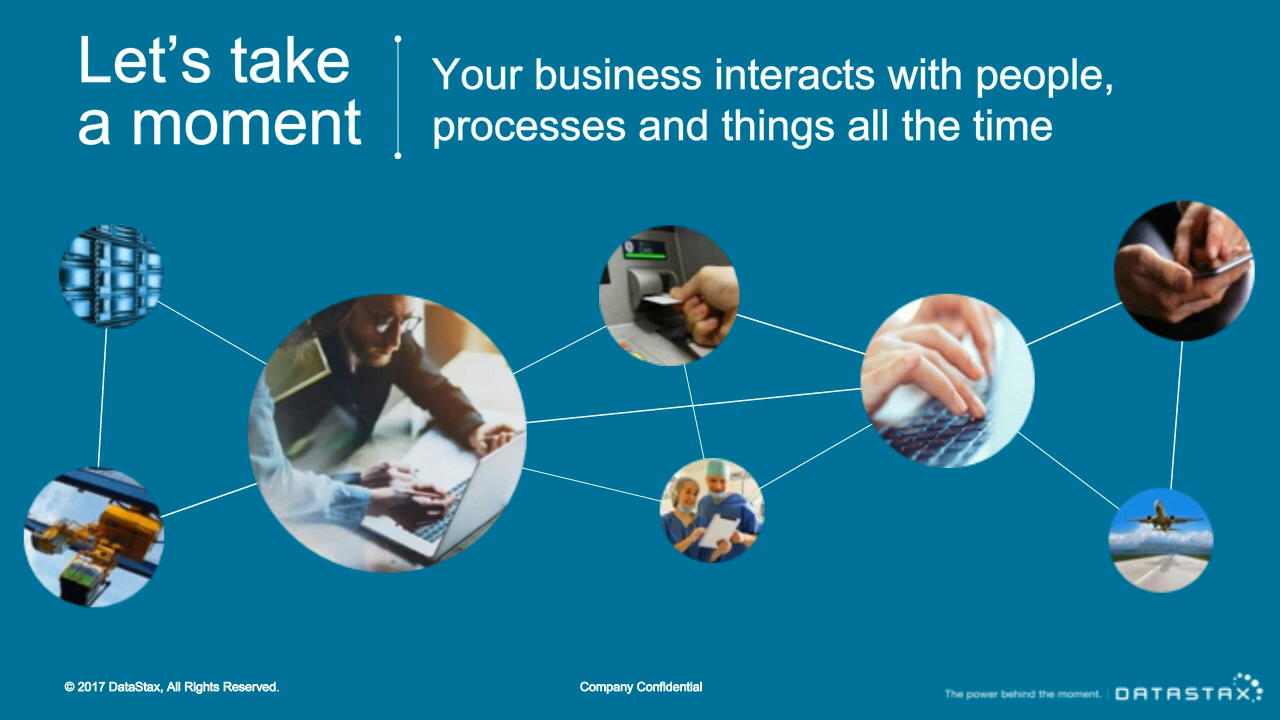 Let’s take
a moment
Your business interacts with people,
processes and things all the time
© 2017 DataStax, All Rights Reserved.
Company Confidential
The power behind the moment.
DATASTAX